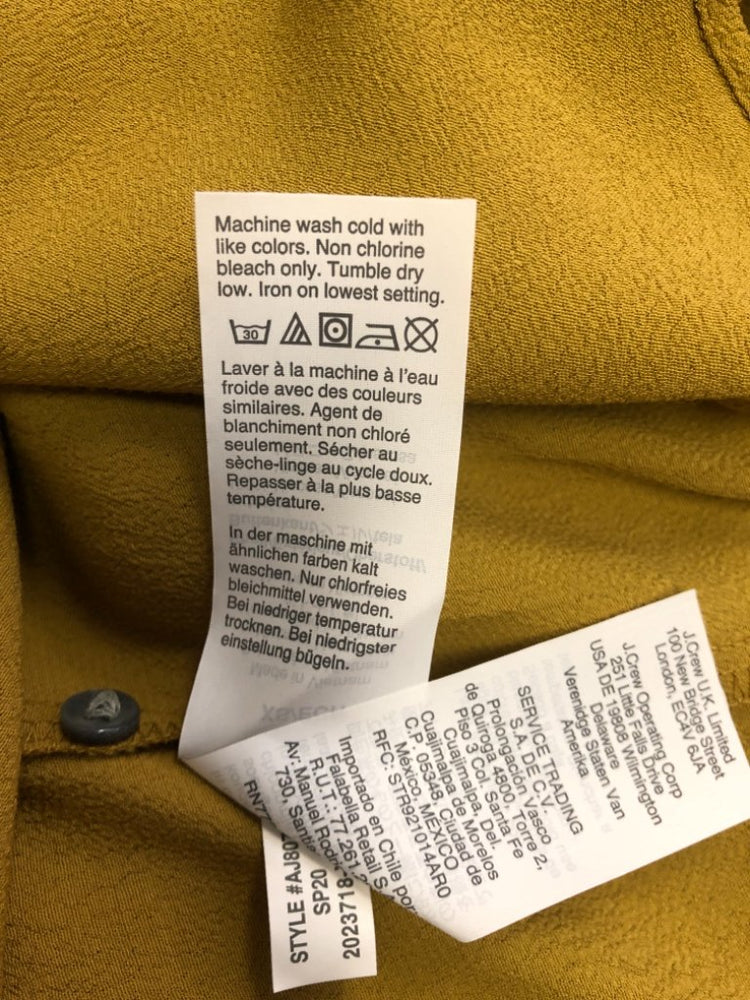 Machine wash cold with
like colors. Non chlorine
bleach only. Tumble dry
low. Iron on lowest setting.
30
Laver à la machine à l'eau
froide avec des couleurs
similaires. Agent de
blanchiment non chloré
seulement. Sécher au
sèche-linge au cycle doux.
Repasser à la plus basse
température.
In der maschine mit
ähnlichen farben kalt
waschen. Nur chlorfreies
bleichmittel verwenden.
Bei niedriger temperatur
trocknen. Bei niedrigster
einstellung bügeln.
J.Crew U.K. Limited
100 New Bridge Street
London, EC4V 6JA
J.Crew Operating Corp
251 Little Falls Drive
USA DE 19808 Wilmington
Delaware
Verenidge Staten Van
Amerika
SERVICE TRADING
S.A. DE C.V.
Prolongación Vasco
de Quiroga 4800, Torre 2,
Piso 3 Col. Santa Fe
Cuajimalpa, Del.
Cuajimalpa de Morelos
C.P. 05348, Ciudad de
México, MÉXICO
RFC: STR921014AR0
Importado en Chile por
Falabella Retail S
R.U.T.: 77.261.
Av. Manuel Rodr
730, Santi
STYLE #AJ80
SP20
2023718